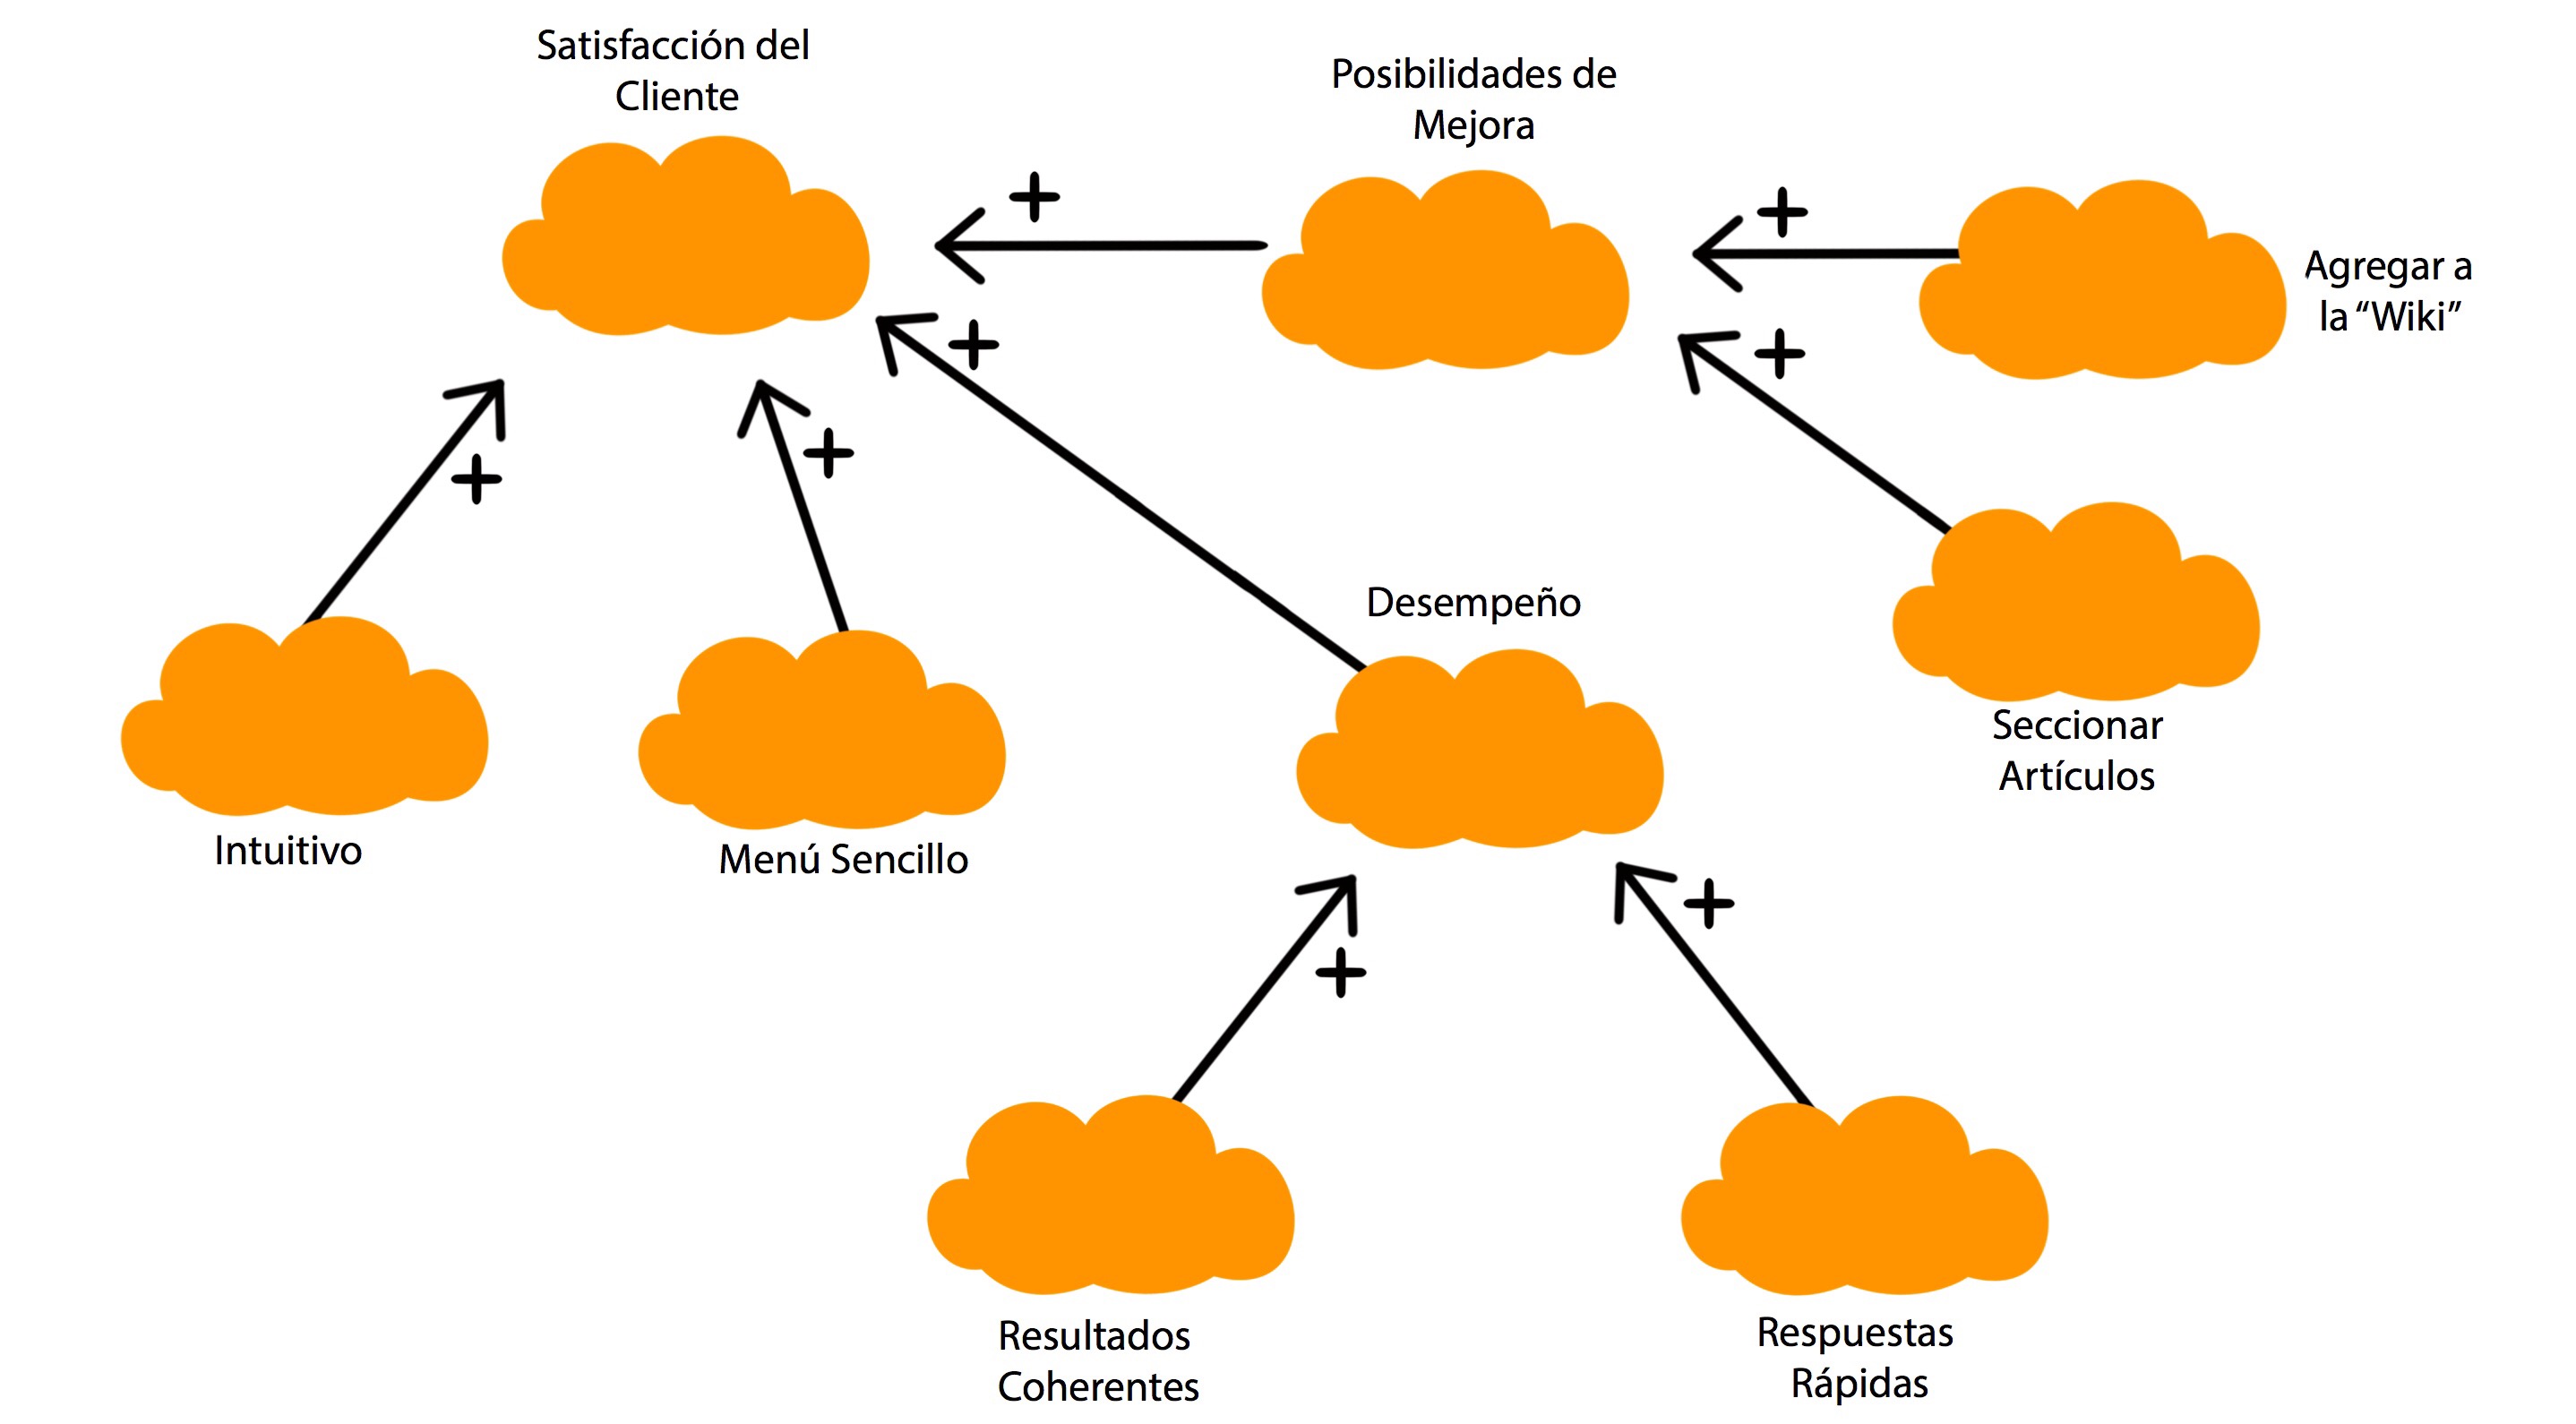 Satisfacción del
Cliente
Posibilidades de
Mejora
+
+
Agregar a
la “Wiki”
+
+
+
+
Desempeño
Seccionar
Artículos
Intuitivo
Menú Sencillo
+
+
Resultados
Coherentes
Respuestas
Rápidas